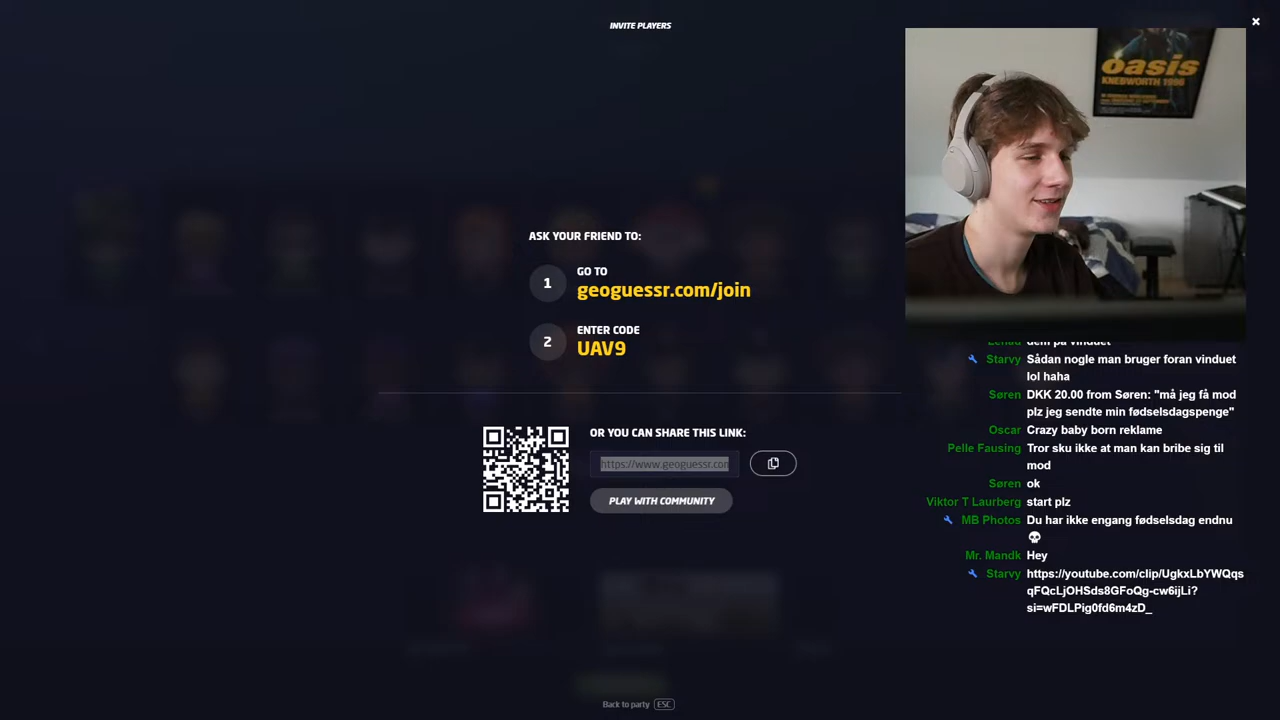 INVITE PLAYERS
×
oasis
KNEBWORTH 1996
ASK YOUR FRIEND TO:
1
GO TO
geoguessr.com/join
2
ENTER CODE
UAV9
OR YOU CAN SHARE THIS LINK:
https://www.geoguessr.com
PLAY WITH COMMUNITY
Back to party ESC
dem på vinduet
Starvy Sådan nogle man bruger foran vinduet
lol haha
Søren DKK 20.00 from Søren: "må jeg få mod
plz jeg sendte min fødselsdagspenge"
Oscar Crazy baby born reklame
Pelle Fausing Tror sku ikke at man kan bribe sig til
mod
Søren ok
Viktor T Laurberg start plz
MB Photos Du har ikke engang fødselsdag endnu
💀
Mr. Mandk Hey
Starvy https://youtube.com/clip/UgkxLbYWQqs
qFQcLjOHSds8GFoQg-cw6ijLi?
si=wFDLPig0fd6m4zD_